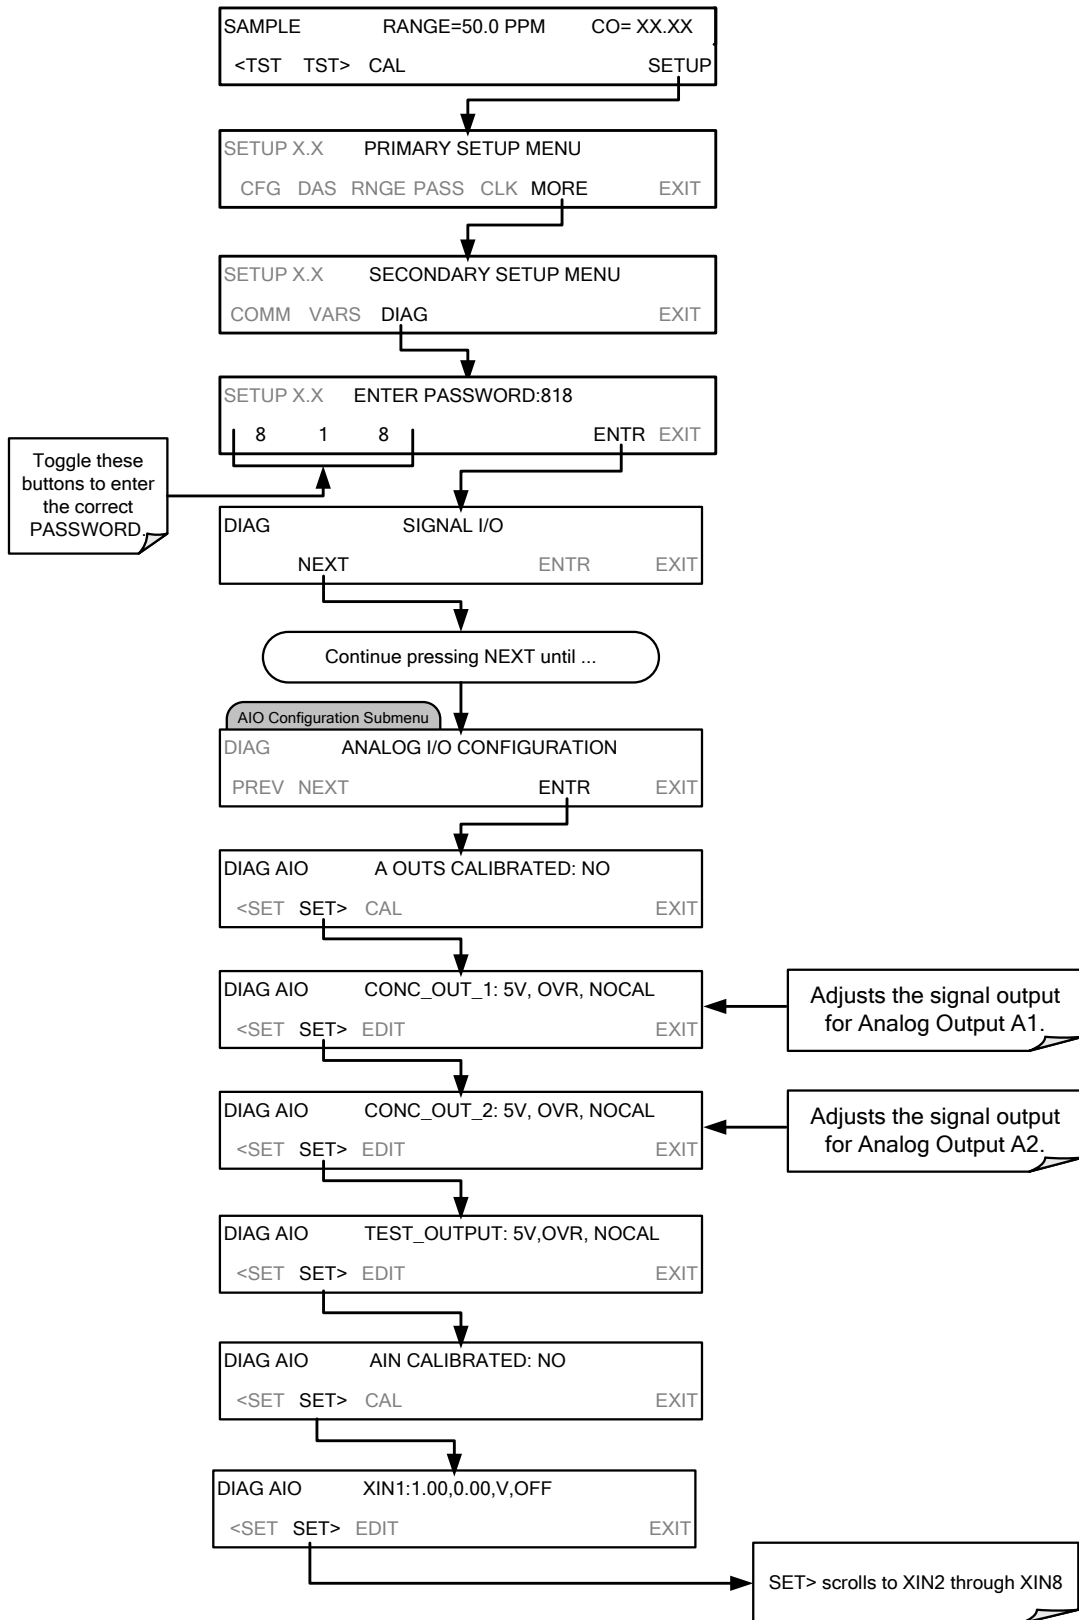 SAMPLE RANGE=50.0 PPM CO= XX.XX
<TST TST> CAL SETUP
SETUP X.X PRIMARY SETUP MENU
CFG DAS RNGE PASS CLK MORE EXIT
SETUP X.X SECONDARY SETUP MENU
COMM VARS DIAG EXIT
SETUP X.X ENTER PASSWORD:818
8 1 8 ENTR EXIT
Toggle these
buttons to enter
the correct
PASSWORD.
DIAG SIGNAL I/O
NEXT ENTR EXIT
Continue pressing NEXT until ...
AIO Configuration Submenu
DIAG ANALOG I/O CONFIGURATION
PREV NEXT ENTR EXIT
DIAG AIO A OUTS CALIBRATED: NO
<SET SET> CAL EXIT
DIAG AIO CONC_OUT_1: 5V, OVR, NOCAL
<SET SET> EDIT EXIT
Adjusts the signal output
for Analog Output A1.
DIAG AIO CONC_OUT_2: 5V, OVR, NOCAL
<SET SET> EDIT EXIT
Adjusts the signal output
for Analog Output A2.
DIAG AIO TEST_OUTPUT: 5V,OVR, NOCAL
<SET SET> EDIT EXIT
DIAG AIO AIN CALIBRATED: NO
<SET SET> CAL EXIT
DIAG AIO XIN1:1.00,0.00,V,OFF
<SET SET> EDIT EXIT
SET> scrolls to XIN2 through XIN8